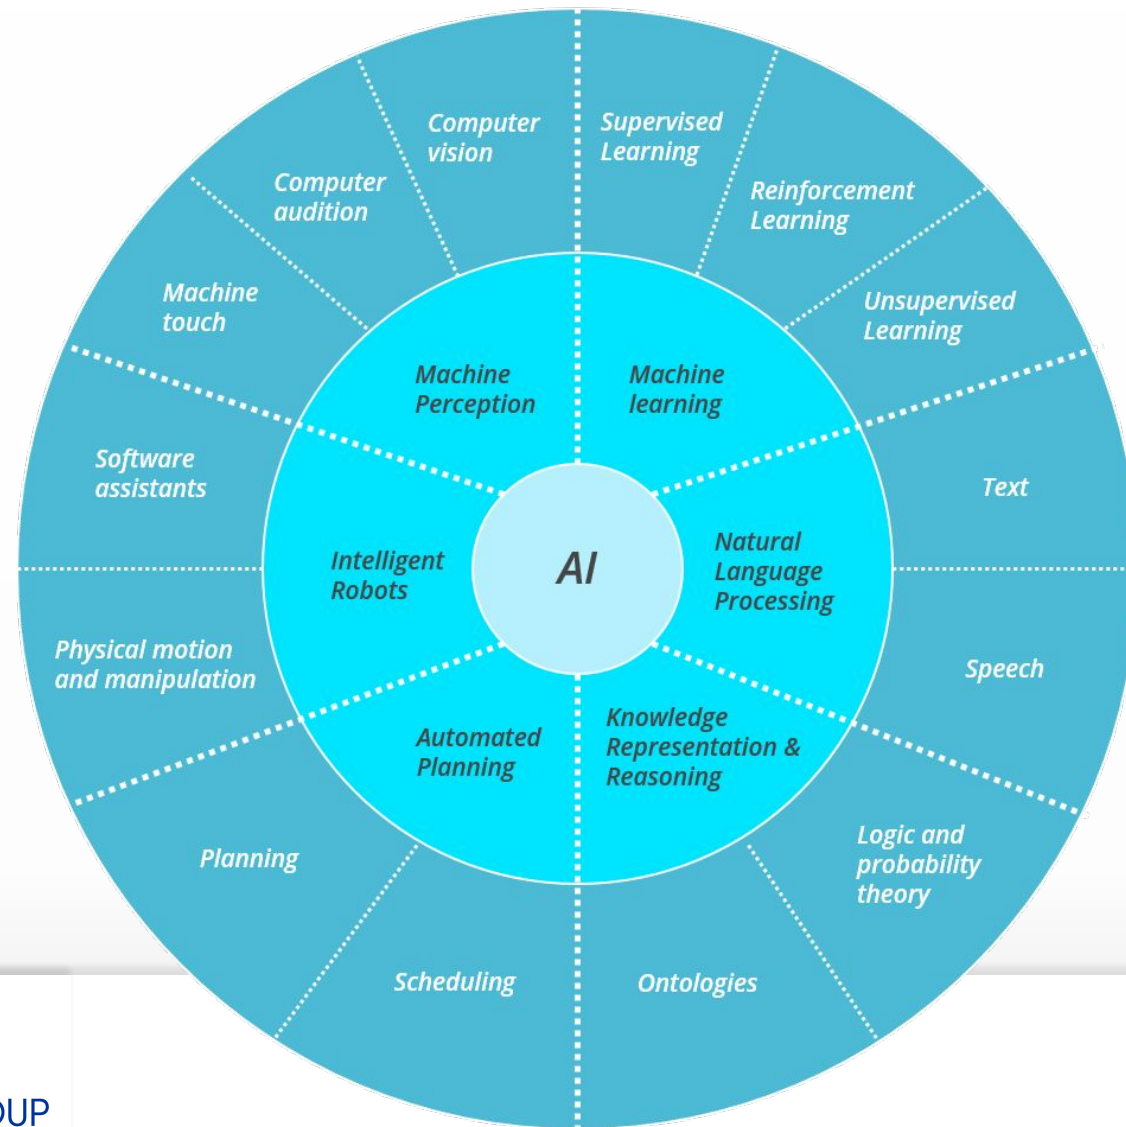 Computer
vision
Supervised
Learning
Computer
audition
Reinforcement
Learning
Machine
touch
Unsupervised
Learning
Machine
Perception
Machine
learning
Software
assistants
Text
Intelligent
Robots
AI
Natural
Language
Processing
Physical motion
and manipulation
Speech
Automated
Planning
Knowledge
Representation &
Reasoning
Planning
Logic and
probability
theory
Scheduling
Ontologies